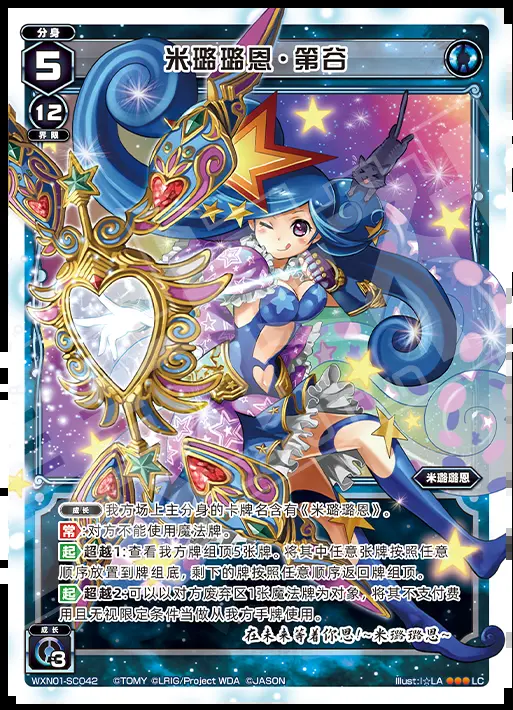 分身
5
米璐璐恩·第谷
12
界限
米璐璐恩
成长 我方场上主分身的卡牌名含有《米璐璐恩》。
常:对方不能使用魔法牌。
起 超越1:查看我方牌组顶5张牌。将其中任意张牌按照任意
顺序放置到牌组底,剩下的牌按照任意顺序返回牌组顶。
起 超越2:可以以对方废弃区1张魔法牌为对象,将其不支付费
用且无视限定条件当做从我方手牌使用。
在未来等着你恩!~米璐璐恩~
成长
3
WXN01-SC042 ©TOMY ©LRIG/Project WDA ©JASON illust:I☆LA LC